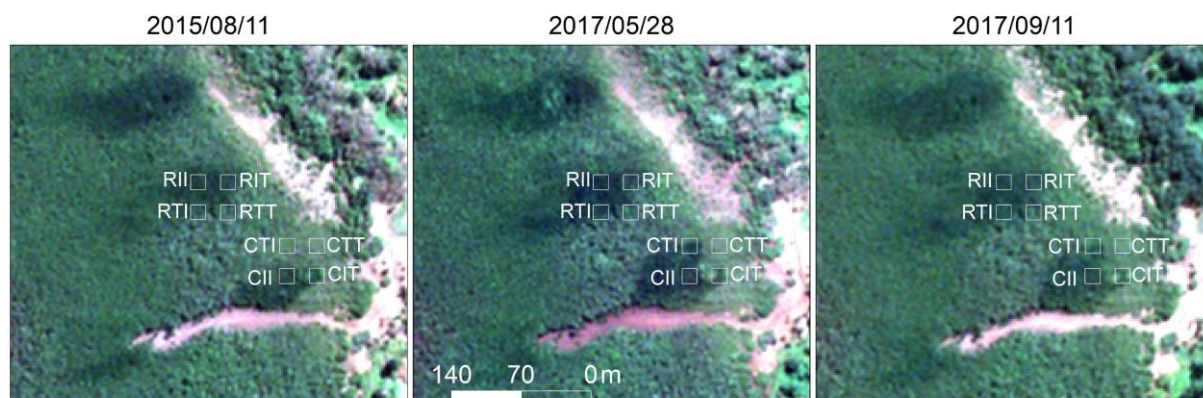 2015/08/11 2017/05/28 2017/09/11
RII RIT RII RIT RII RIT
RTI RTT RTI RTT RTI RTT
CTI CTT CTI CTT CTI CTT
CII CIT CII CIT CII CIT
140 70 0 m